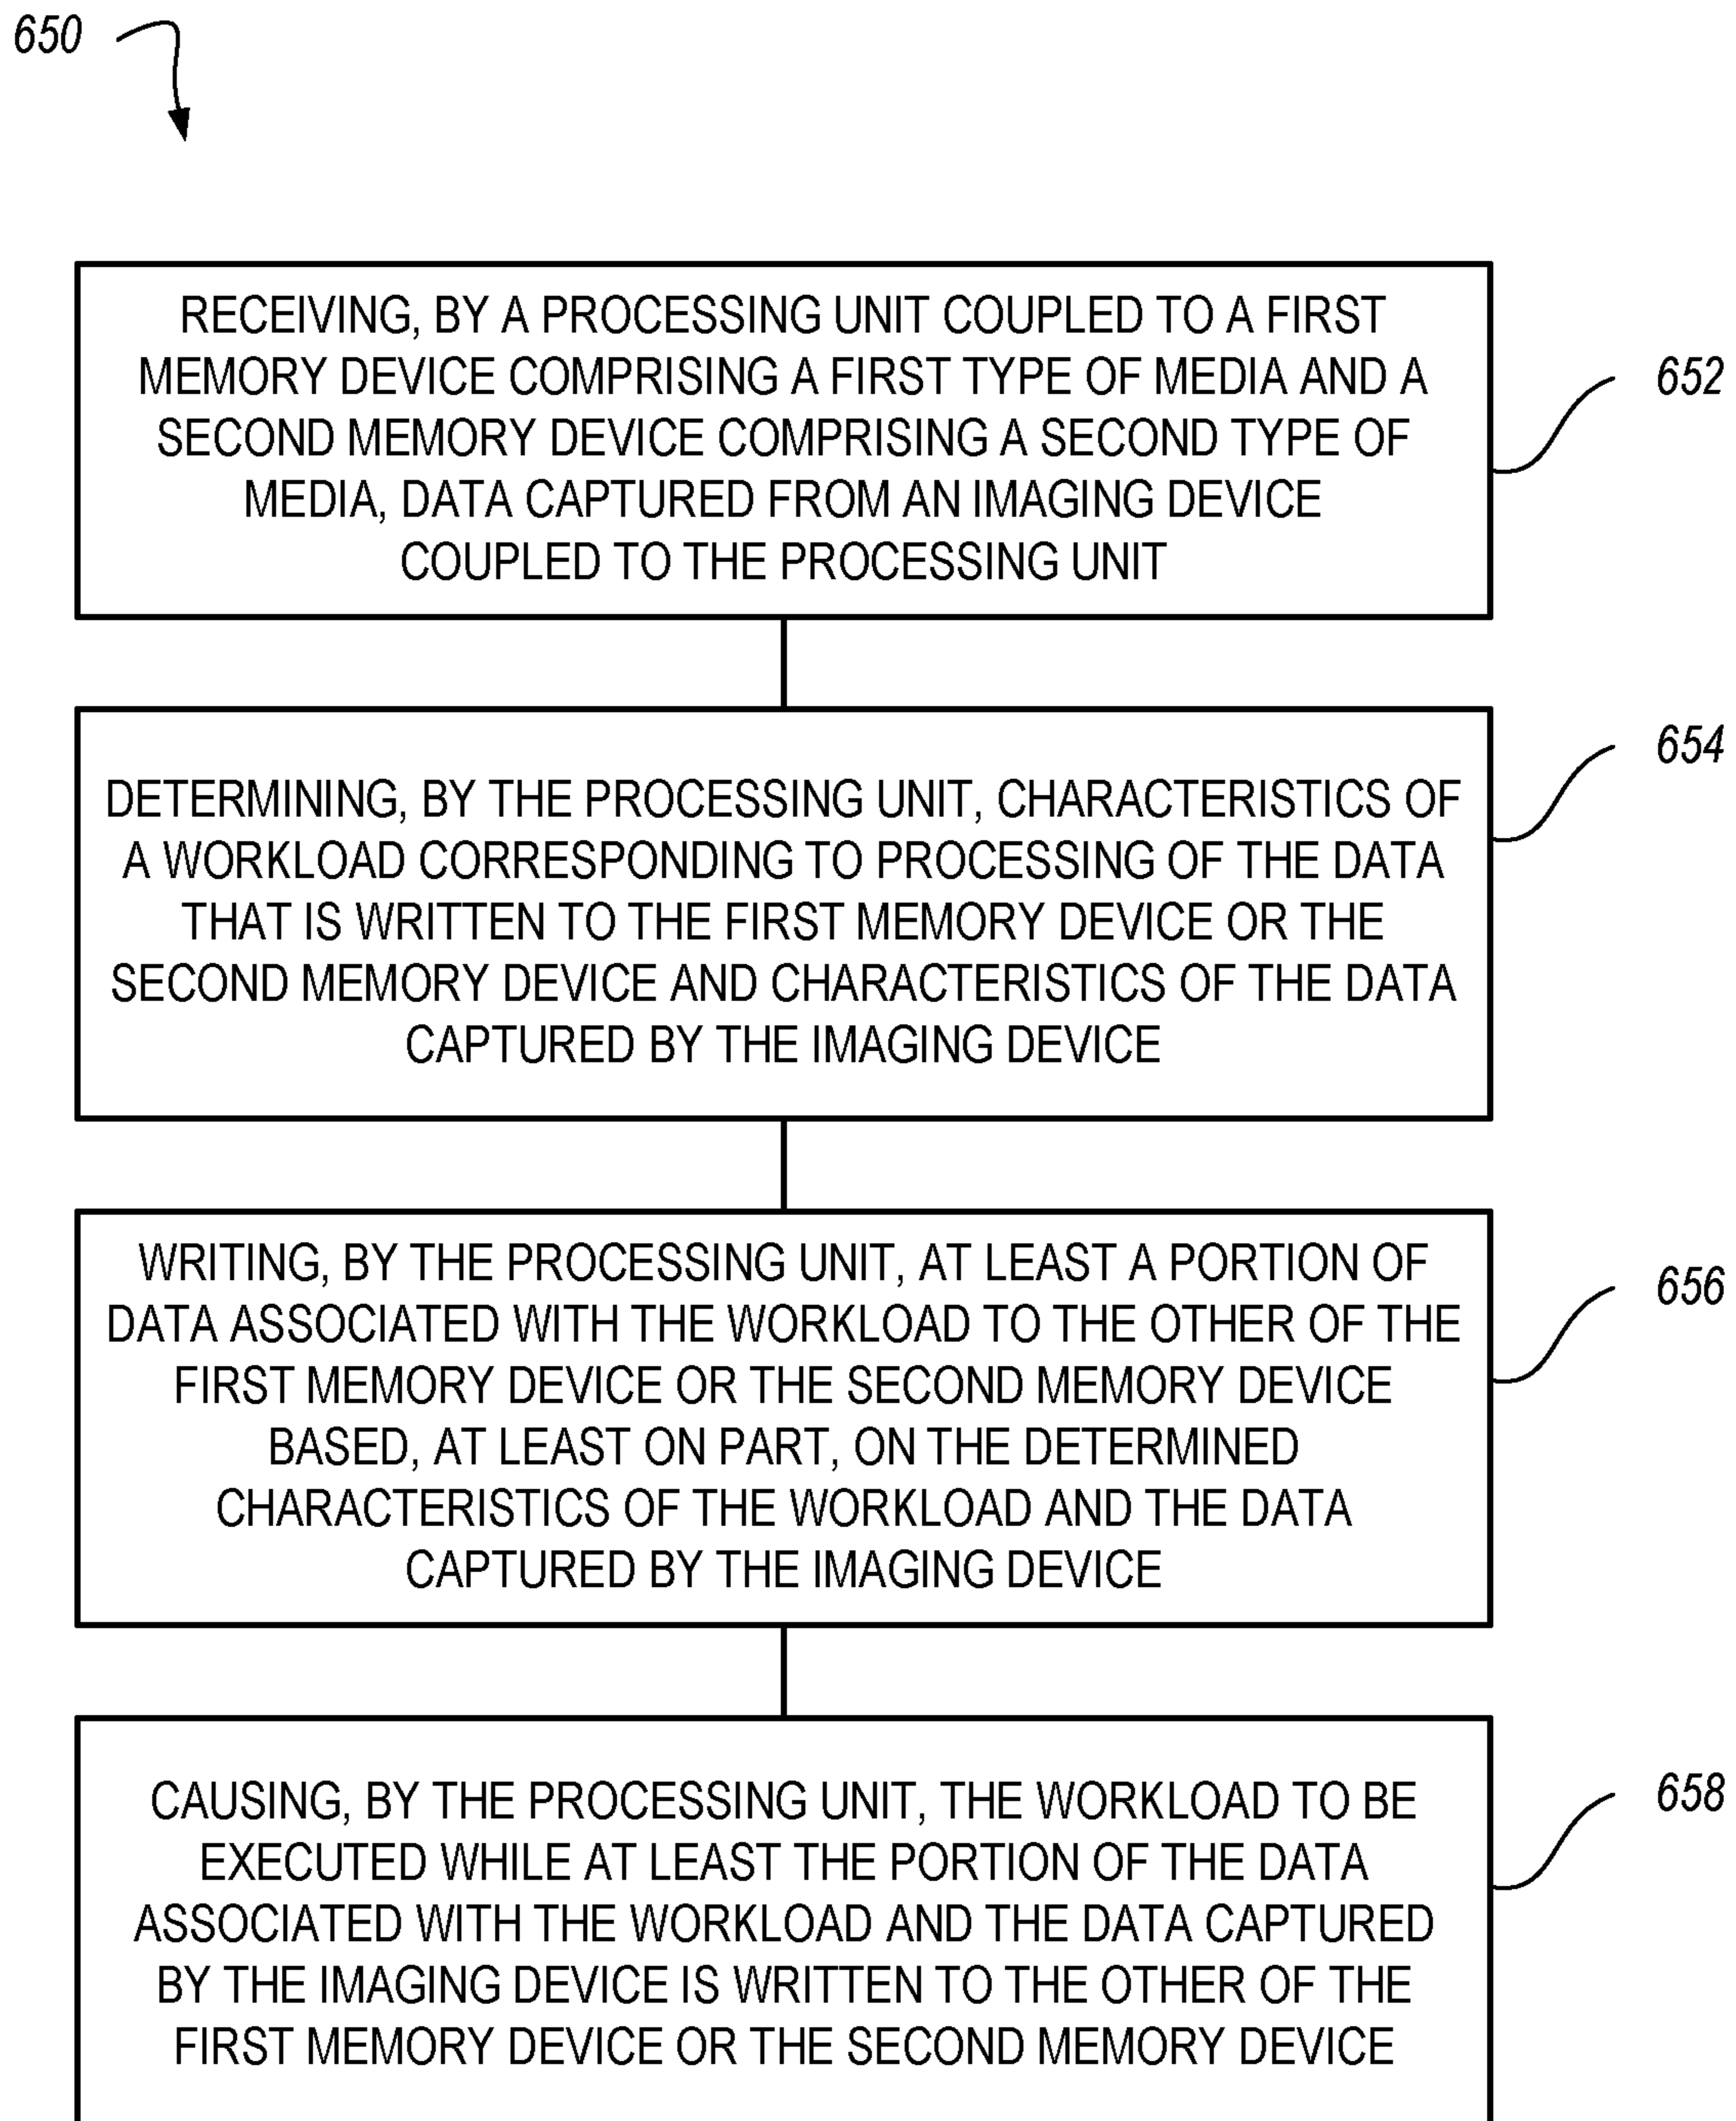 650
RECEIVING, BY A PROCESSING UNIT COUPLED TO A FIRST
MEMORY DEVICE COMPRISING A FIRST TYPE OF MEDIA AND A
SECOND MEMORY DEVICE COMPRISING A SECOND TYPE OF
MEDIA, DATA CAPTURED FROM AN IMAGING DEVICE
COUPLED TO THE PROCESSING UNIT
652
DETERMINING, BY THE PROCESSING UNIT, CHARACTERISTICS OF
A WORKLOAD CORRESPONDING TO PROCESSING OF THE DATA
THAT IS WRITTEN TO THE FIRST MEMORY DEVICE OR THE
SECOND MEMORY DEVICE AND CHARACTERISTICS OF THE DATA
CAPTURED BY THE IMAGING DEVICE
654
WRITING, BY THE PROCESSING UNIT, AT LEAST A PORTION OF
DATA ASSOCIATED WITH THE WORKLOAD TO THE OTHER OF THE
FIRST MEMORY DEVICE OR THE SECOND MEMORY DEVICE
BASED, AT LEAST ON PART, ON THE DETERMINED
CHARACTERISTICS OF THE WORKLOAD AND THE DATA
CAPTURED BY THE IMAGING DEVICE
656
CAUSING, BY THE PROCESSING UNIT, THE WORKLOAD TO BE
EXECUTED WHILE AT LEAST THE PORTION OF THE DATA
ASSOCIATED WITH THE WORKLOAD AND THE DATA CAPTURED
BY THE IMAGING DEVICE IS WRITTEN TO THE OTHER OF THE
FIRST MEMORY DEVICE OR THE SECOND MEMORY DEVICE
658